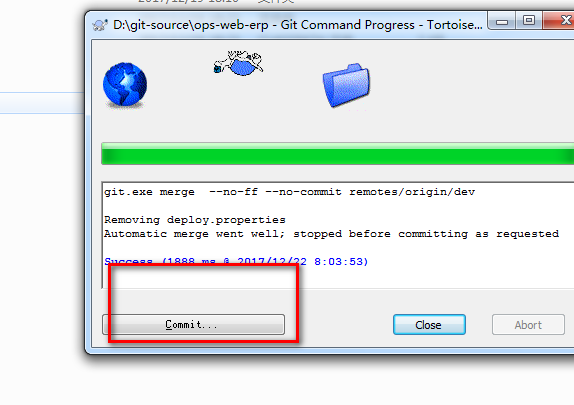 D:\git-source\ops-web-erp - Git Command Progress - Tortoise...
git.exe merge --no-ff --no-commit remotes/origin/dev
Removing deploy.properties
Automatic merge went well; stopped before committing as requested
Success (1888 ms @ 2017/12/22 8:03:53)
Commit...
Close
Abort